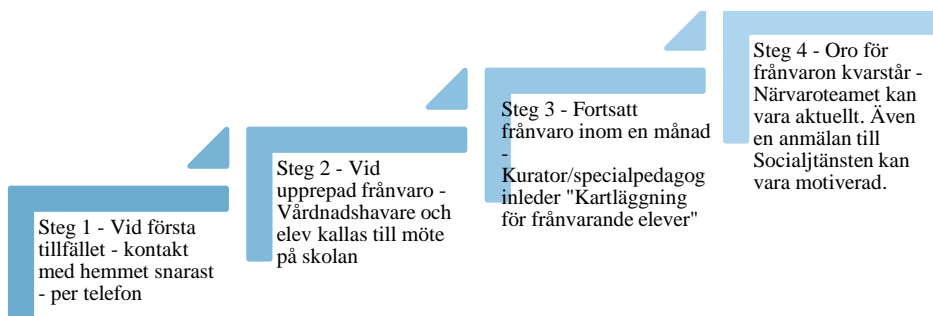 Steg 1 - Vid första
tillfället - kontakt
med hemmet snarast
- per telefon
Steg 2 - Vid
upprepad frånvaro -
Vårdnadshavare och
elev kallas till möte
på skolan
Steg 3 - Fortsatt
frånvaro inom en månad
-
Kurator/specialpedagog
inleder "Kartläggning
för frånvarande elever"
Steg 4 - Oro för
frånvaron kvarstår -
Närvaroteamet kan
vara aktuellt. Även
en anmälan till
Socialjtänsten kan
vara motiverad.